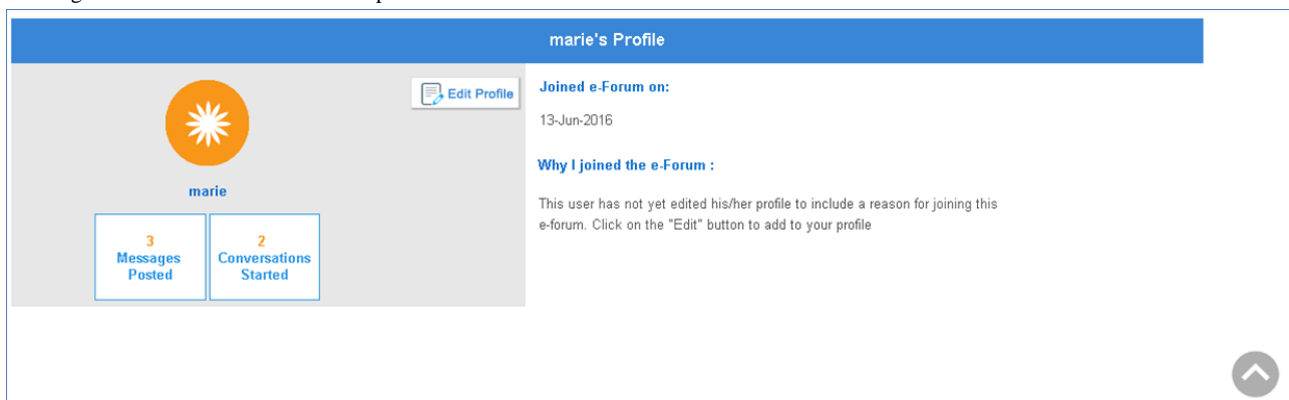 marie's Profile
Edit Profile
marie
3
Messages
Posted
2
Conversations
Started
Joined e-Forum on:
13-Jun-2016
Why I joined the e-Forum :
This user has not yet edited his/her profile to include a reason for joining this
e-forum. Click on the "Edit" button to add to your profile